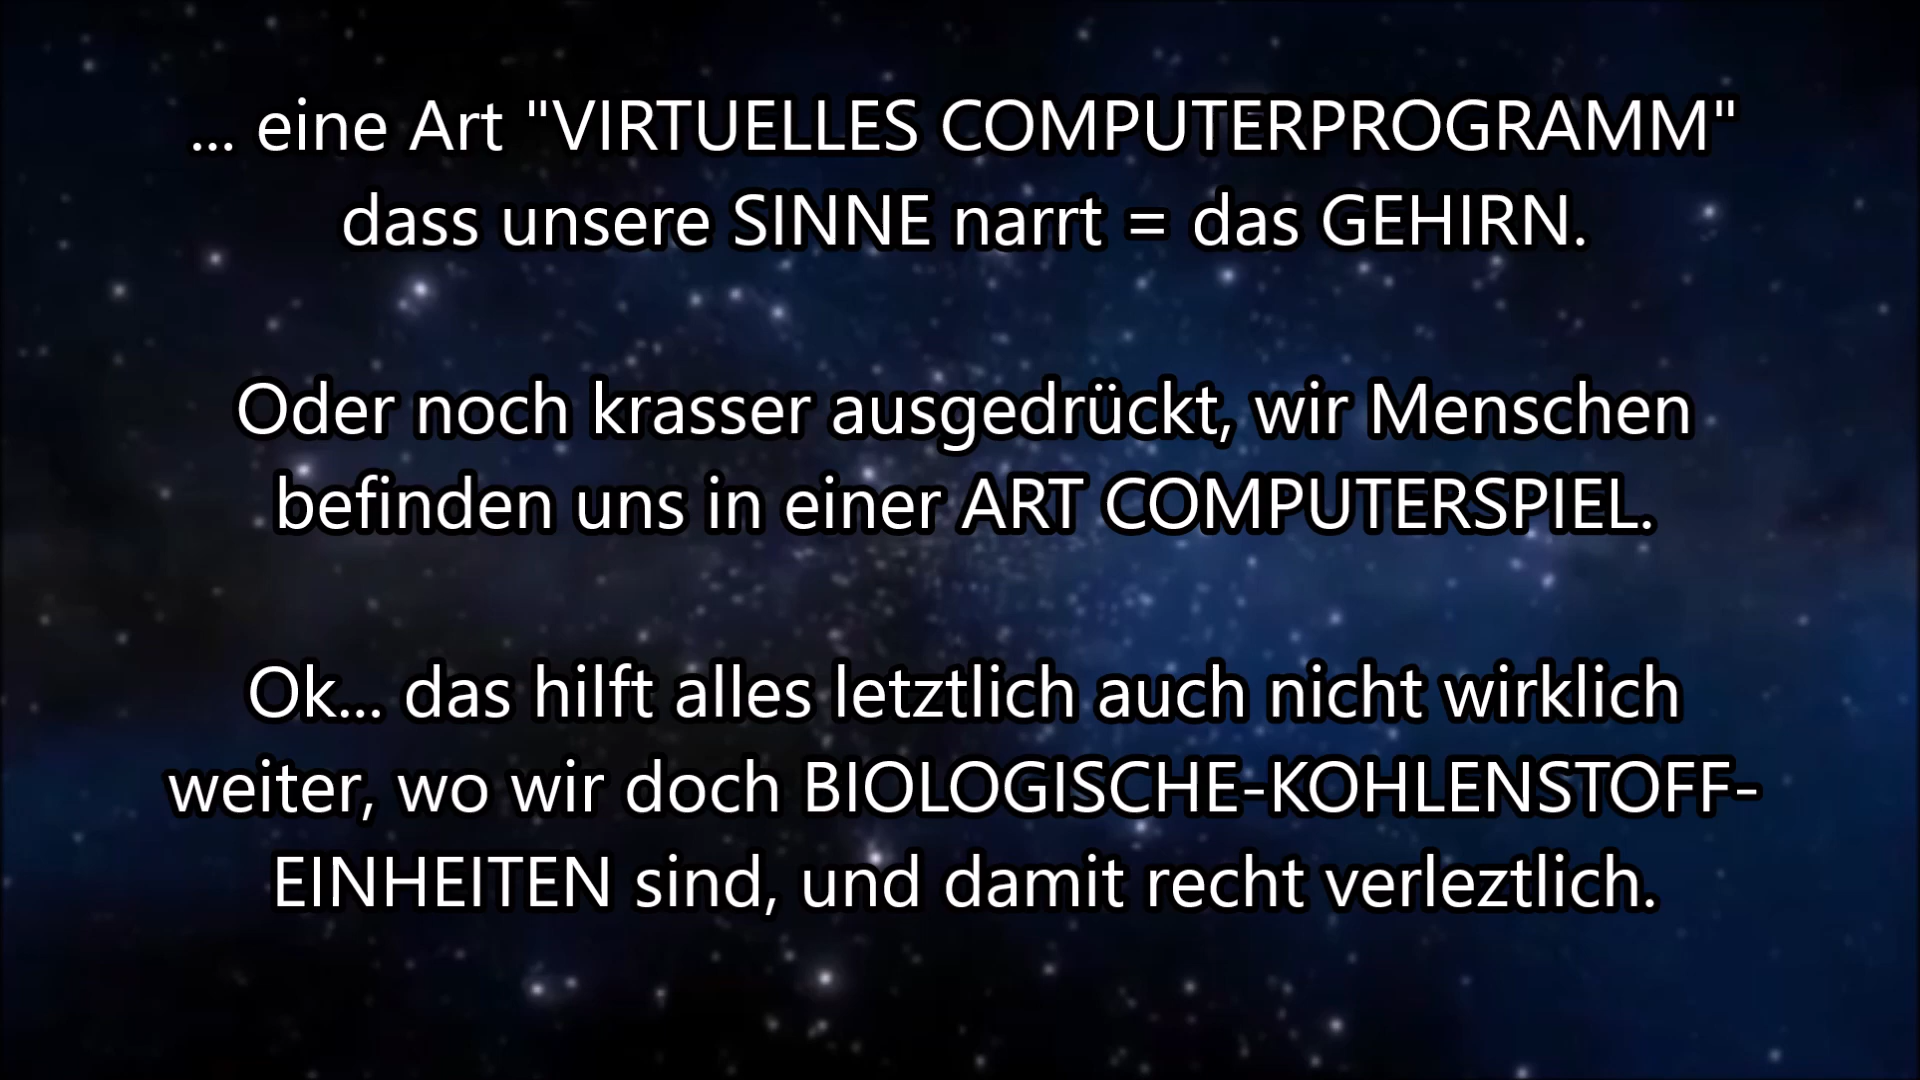 ... eine Art "VIRTUELLES COMPUTERPROGRAMM"
dass unsere SINNE narrt = das GEHIRN.
Oder noch krasser ausgedrückt, wir Menschen
befinden uns in einer ART COMPUTERSPIEL.
Ok... das hilft alles letztlich auch nicht wirklich
weiter, wo wir doch BIOLOGISCHE-KOHLENSTOFF-
EINHEITEN sind, und damit recht verleztlich.